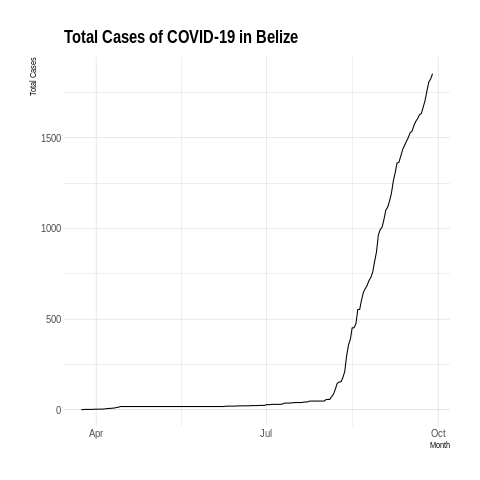 Total Cases of COVID-19 in Belize
Total Cases
1500
1000
500
0
Apr
Jul
Oct
Month